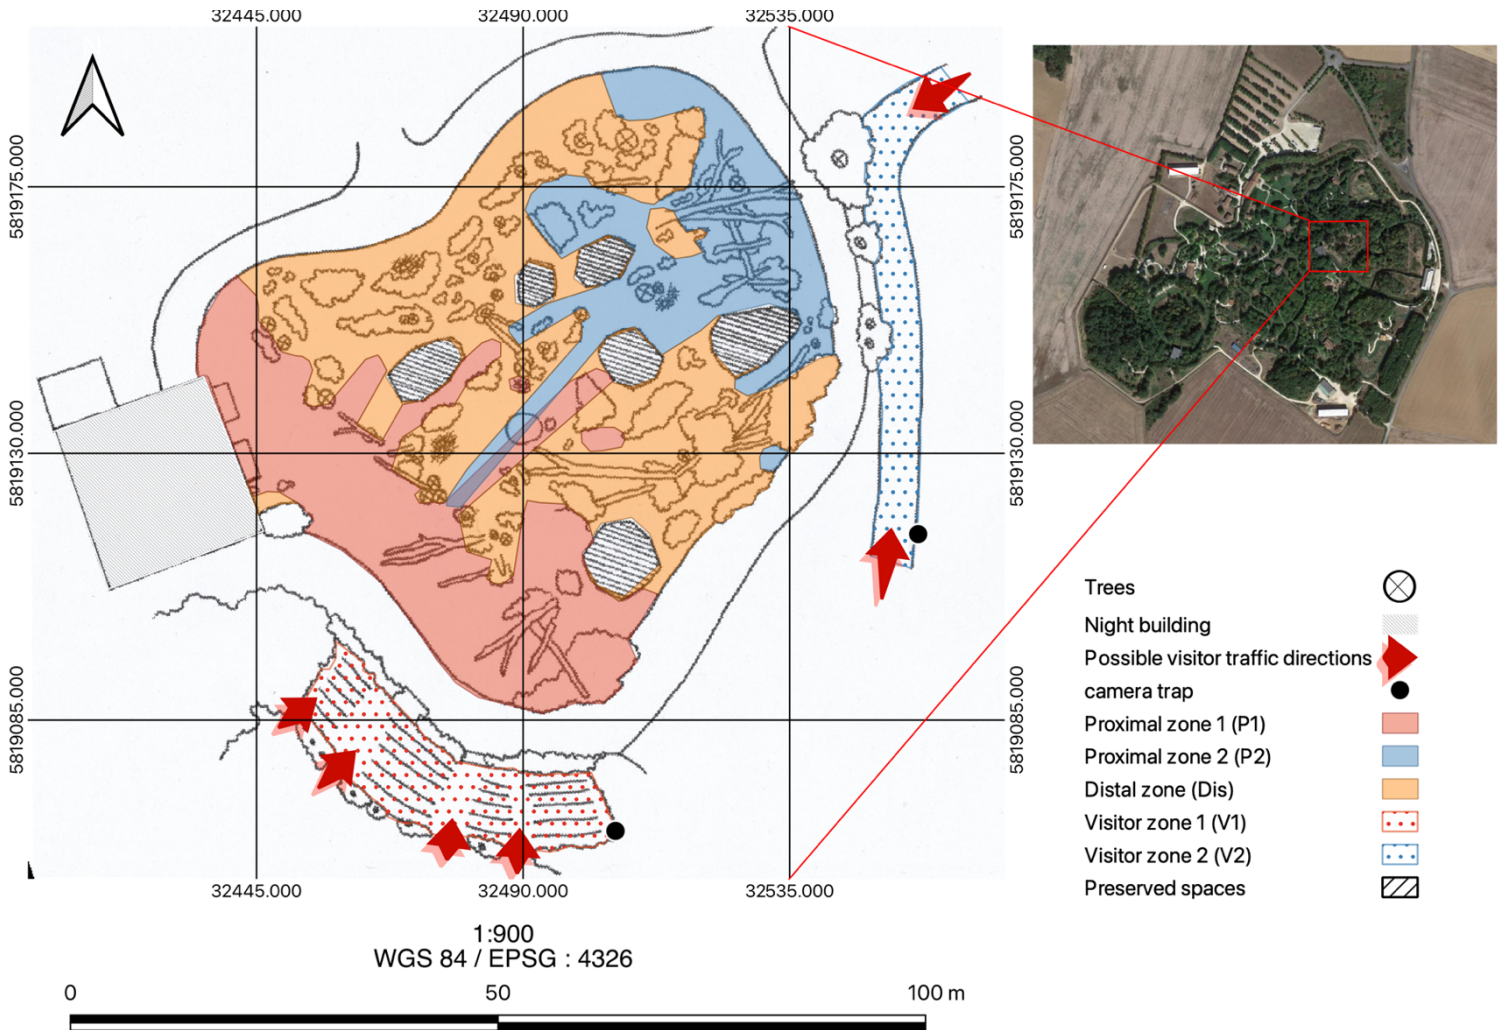 32445.000 32490.000 32535.000
5819175.000 5819175.000
5819130.000 5819130.000
5819085.000 5819085.000
32445.000 32490.000 32535.000
Trees
Night building
Possible visitor traffic directions
camera trap
Proximal zone 1 (P1)
Proximal zone 2 (P2)
Distal zone (Dis)
Visitor zone 1 (V1)
Visitor zone 2 (V2)
Preserved spaces
1:900
WGS 84 / EPSG : 4326
0 50 100 m